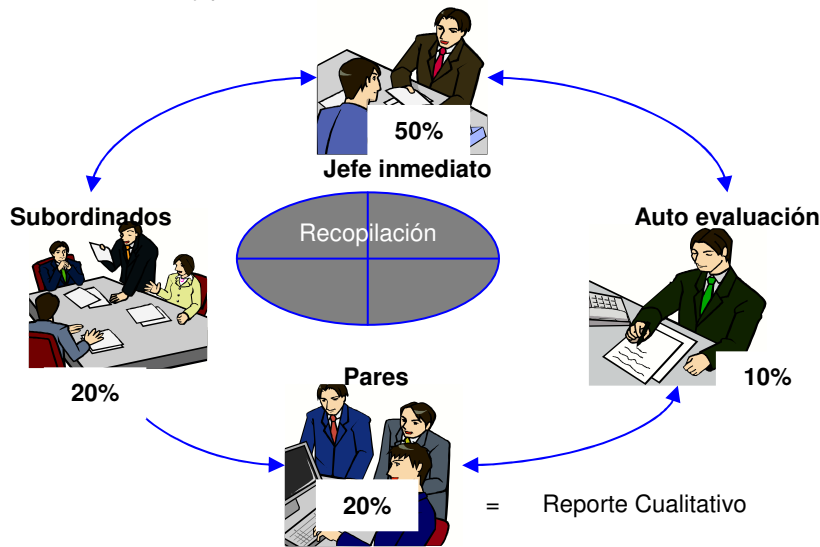 50%
Jefe inmediato
Subordinados
Auto evaluación
Recopilación
20%
Pares
10%
20%
= Reporte Cualitativo